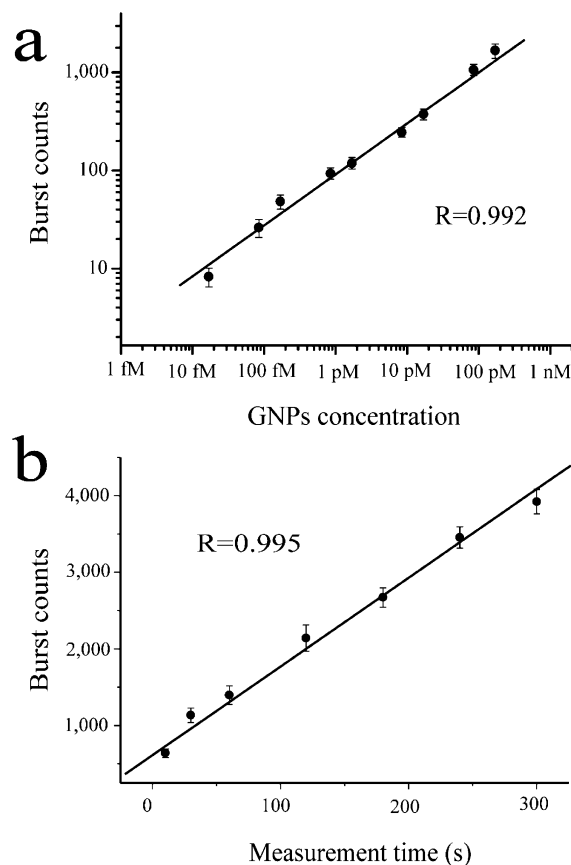 a
1,000
100
10
Burst counts
R=0.992
1 fM 10 fM 100 fM 1 pM 10 pM 100 pM 1 nM
GNPs concentration
b
4,000
3,000
2,000
1,000
Burst counts
R=0.995
0 100 200 300
Measurement time (s)